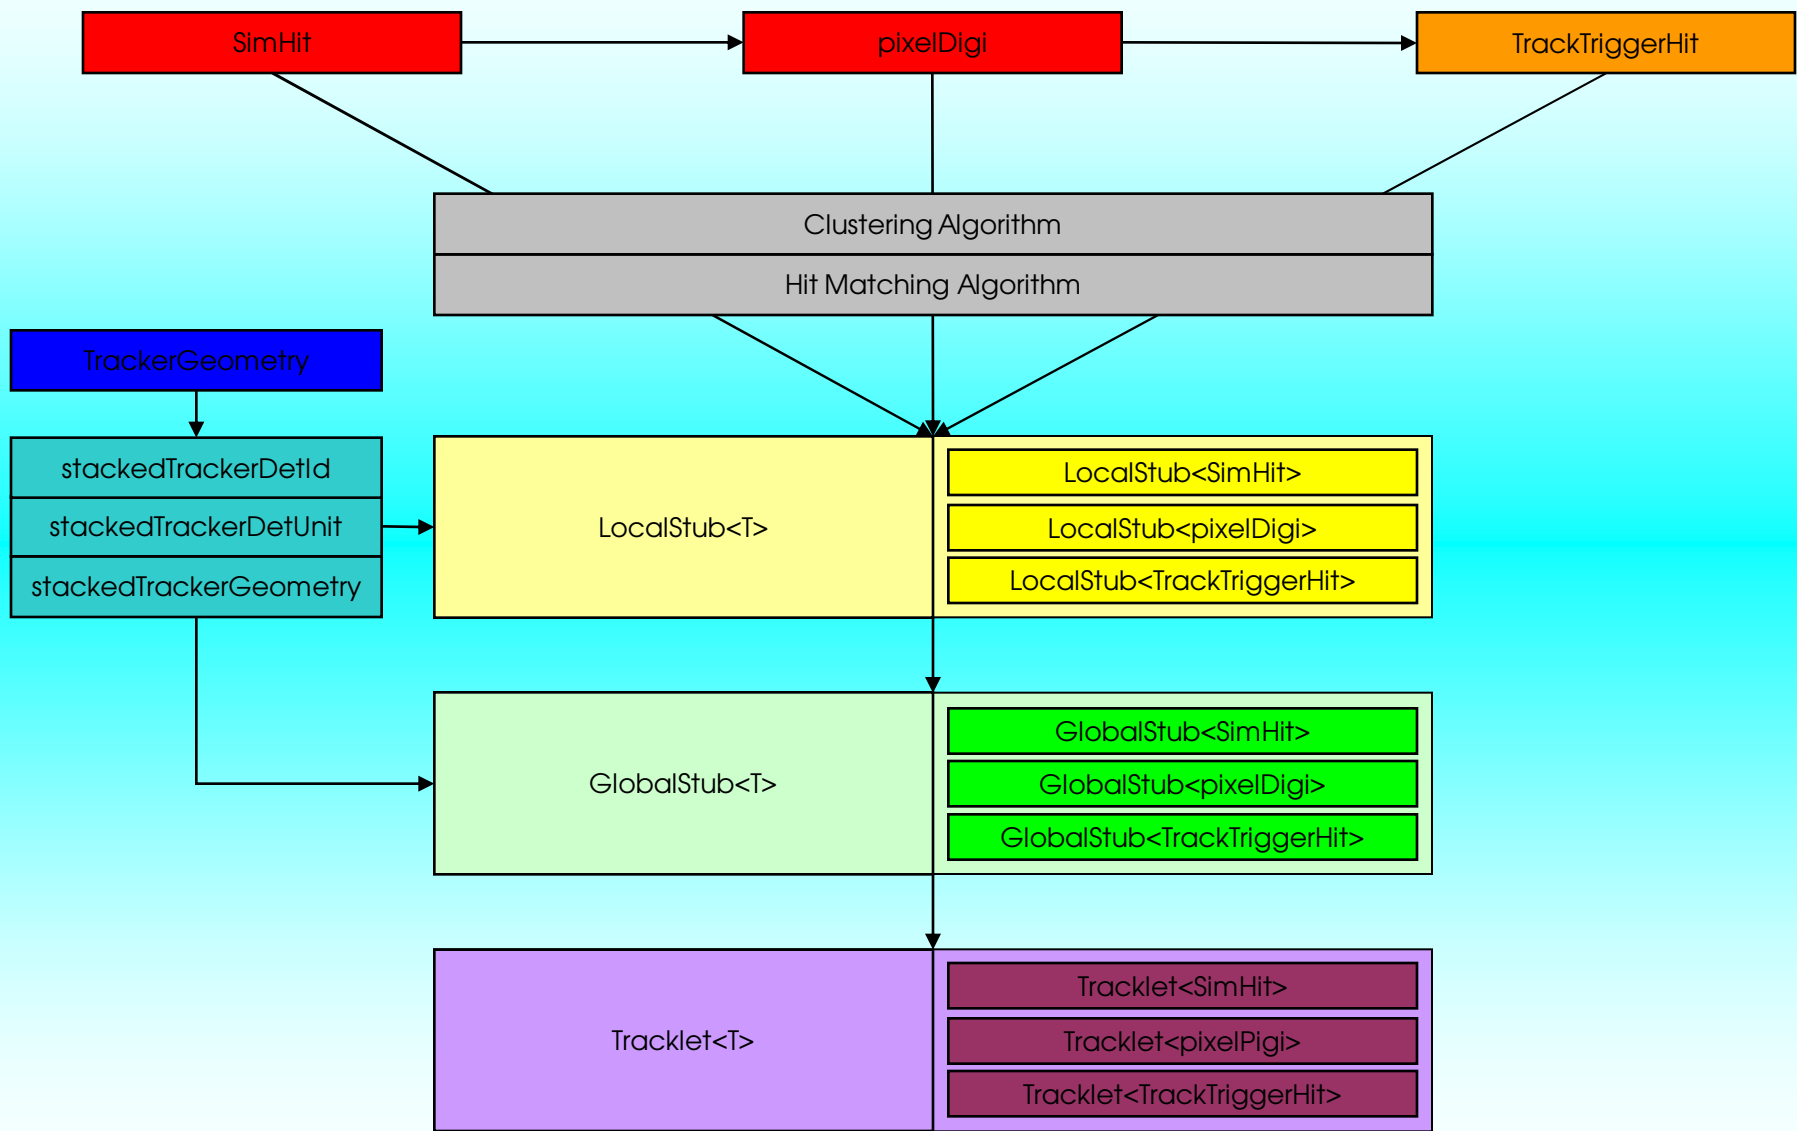 SimHit
pixelDigi
TrackTriggerHit
Clustering Algorithm
Hit Matching Algorithm
TrackerGeometry
stackedTrackerDetId
stackedTrackerDetUnit
stackedTrackerGeometry
LocalStub<T>
LocalStub<SimHit>
LocalStub<pixelDigi>
LocalStub<TrackTriggerHit>
GlobalStub<T>
GlobalStub<SimHit>
GlobalStub<pixelDigi>
GlobalStub<TrackTriggerHit>
Tracklet<T>
Tracklet<SimHit>
Tracklet<pixelPigi>
Tracklet<TrackTriggerHit>